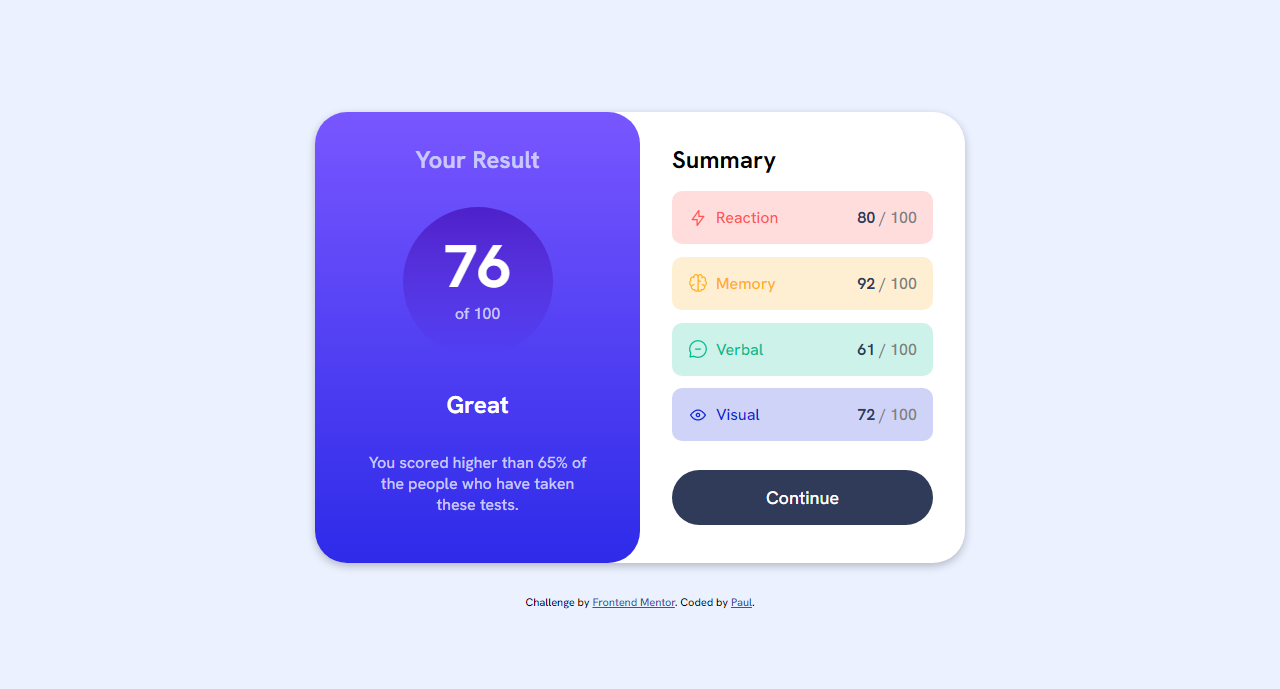 Your Result
76
of 100
Great
You scored higher than 65% of
the people who have taken
these tests.
Summary
Reaction 80 / 100
Memory 92 / 100
Verbal 61 / 100
Visual 72 / 100
Continue
Challenge by Frontend Mentor. Coded by Paul.